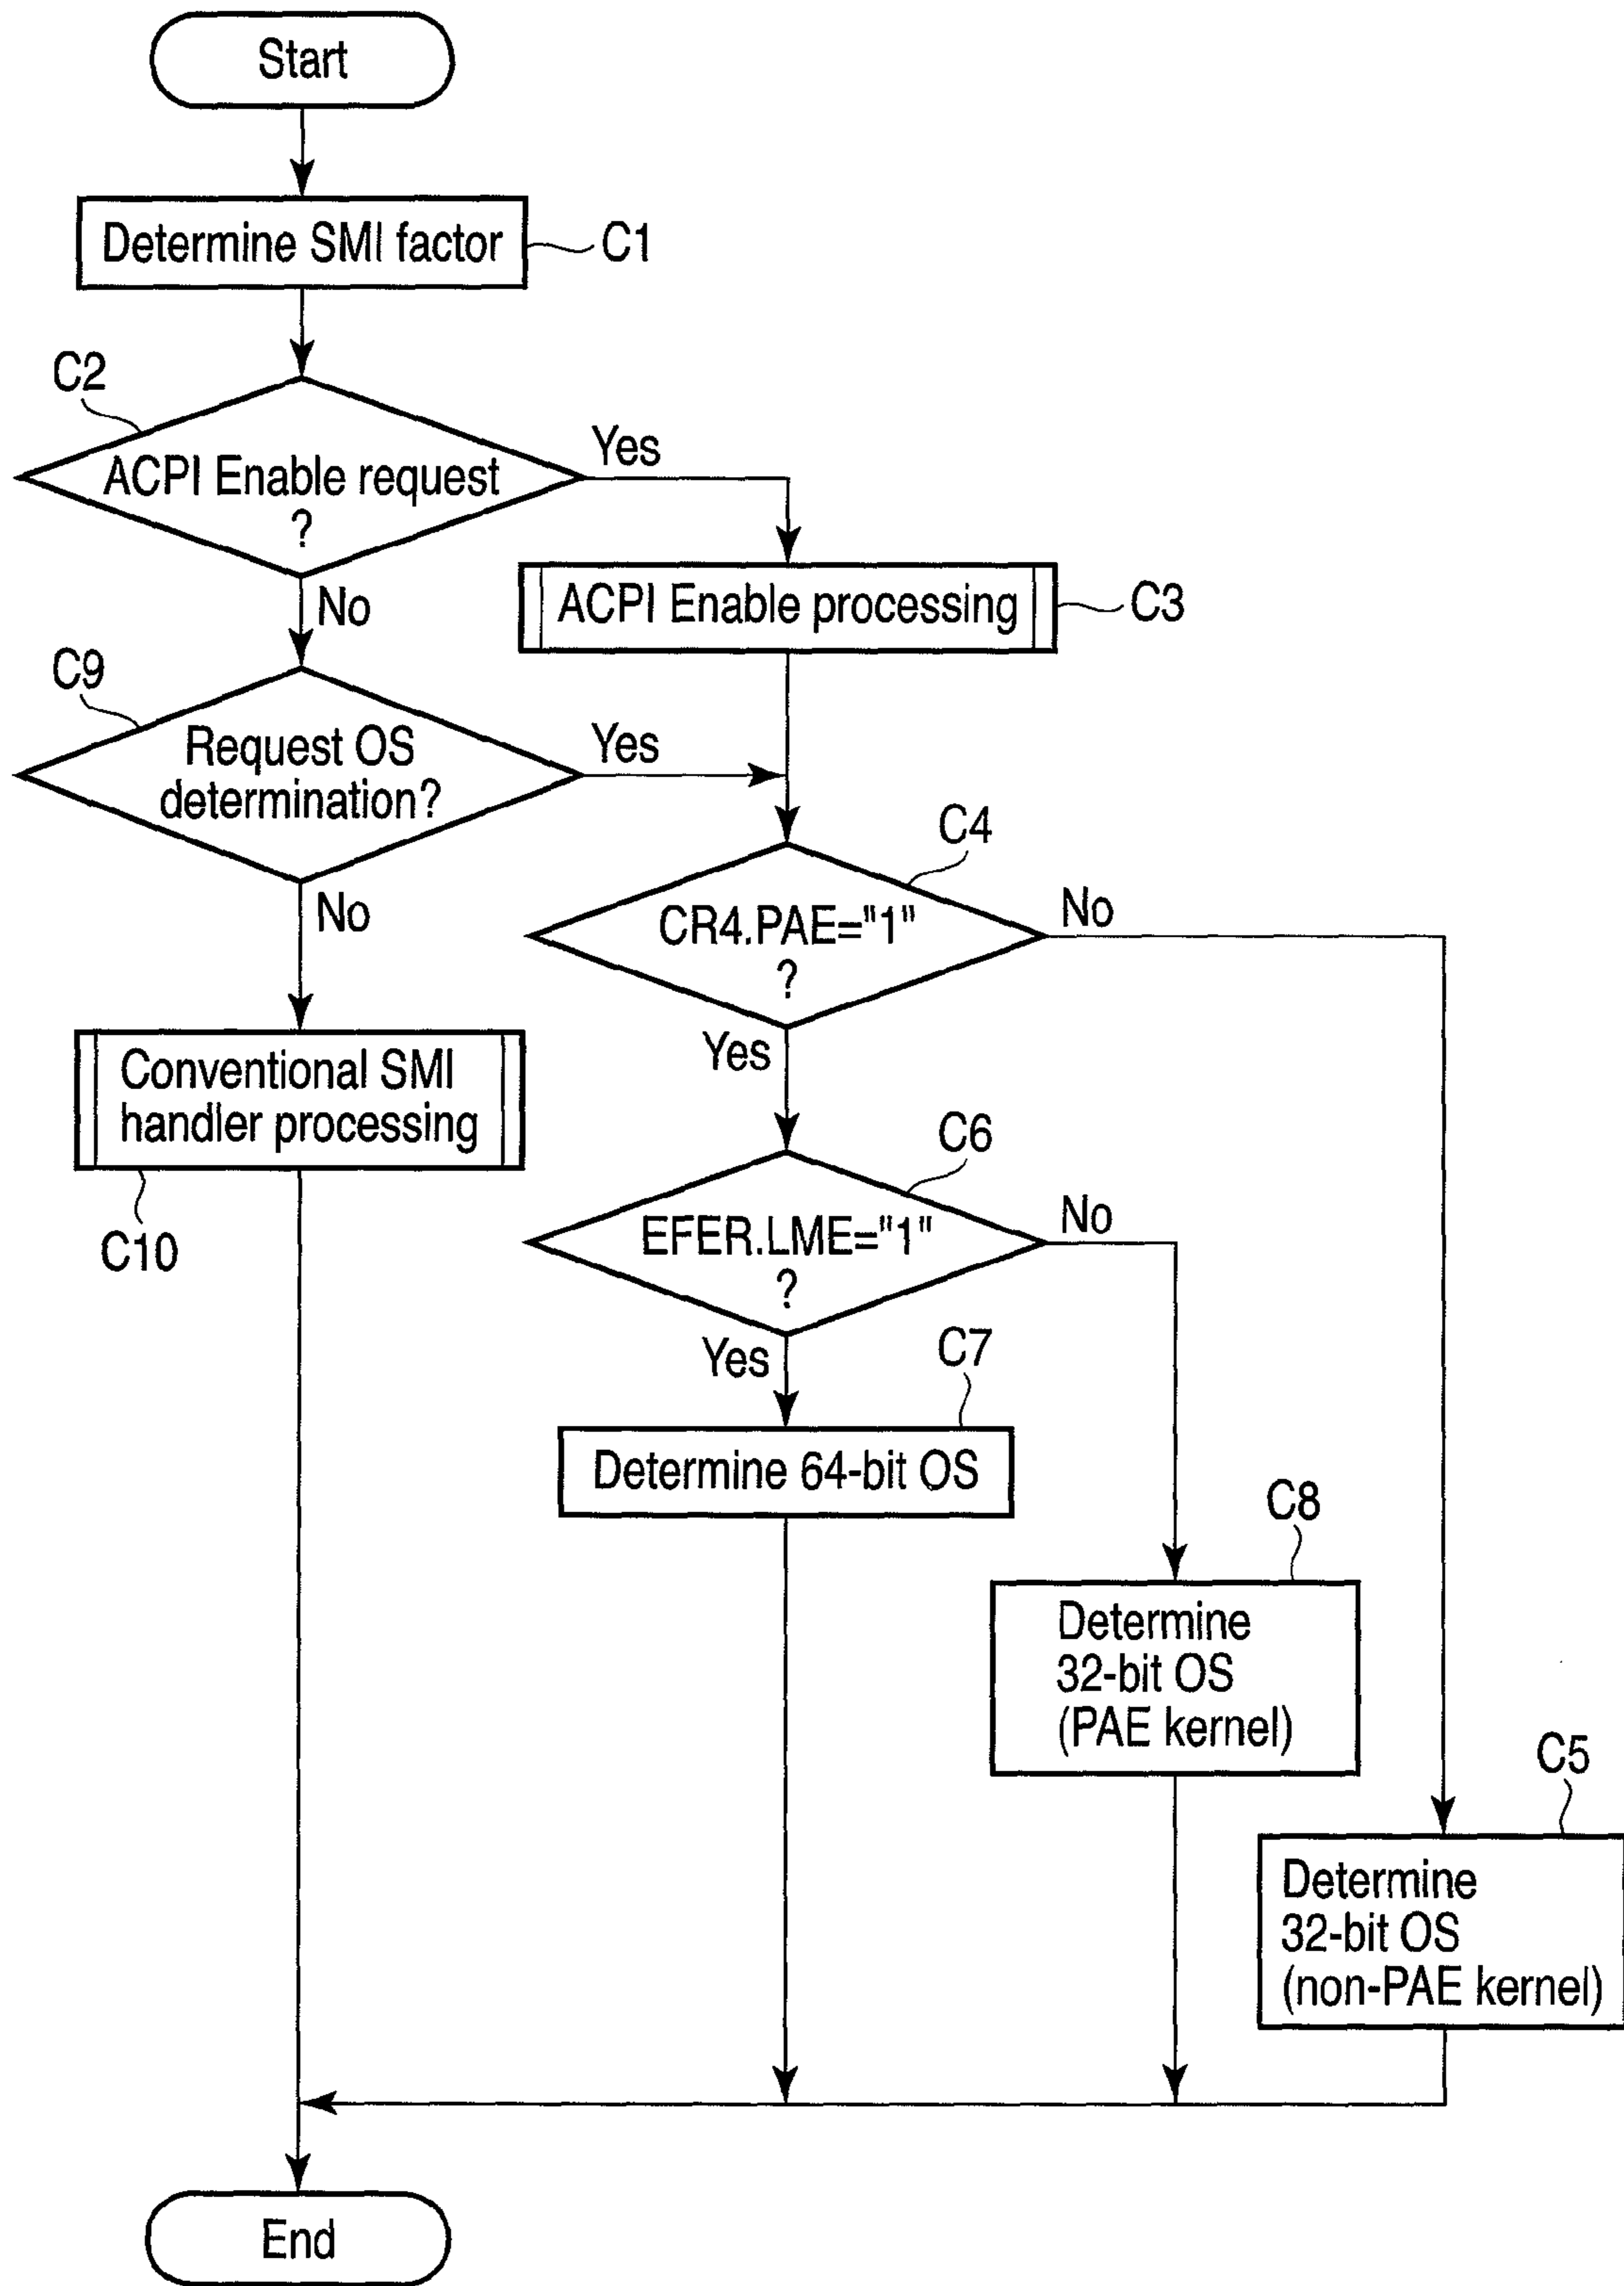 Start
Determine SMI factor
C1
C2
ACPI Enable request
?
Yes
No
ACPI Enable processing
C3
C9
Request OS
determination?
Yes
No
C4
CR4.PAE="1"
?
No
Yes
Conventional SMI
handler processing
C10
C6
EFER.LME="1"
?
No
Yes
C7
Determine 64-bit OS
C8
Determine
32-bit OS
(PAE kernel)
C5
Determine
32-bit OS
(non-PAE kernel)
End